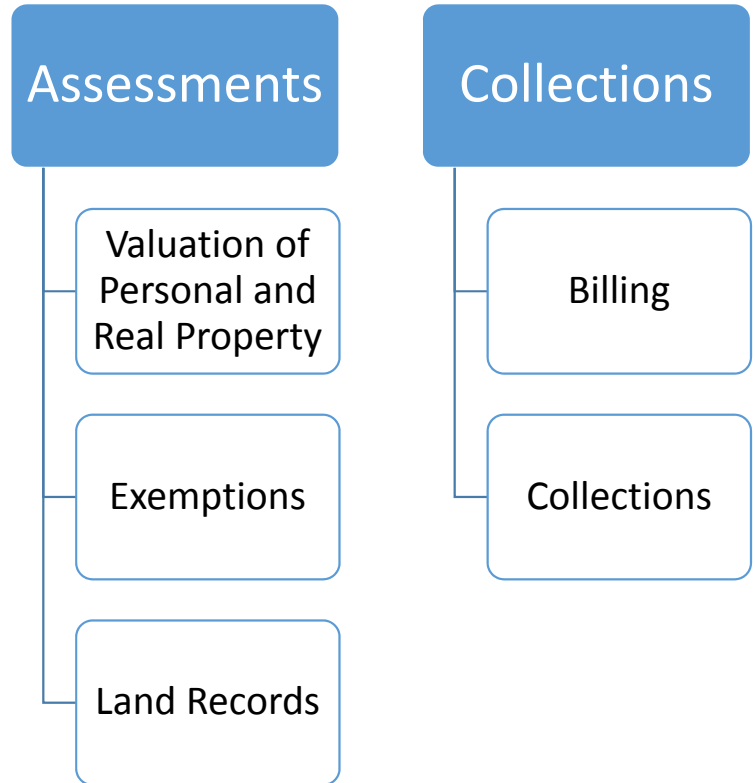 Assessments
Valuation of
Personal and
Real Property
Exemptions
Land Records
Collections
Billing
Collections